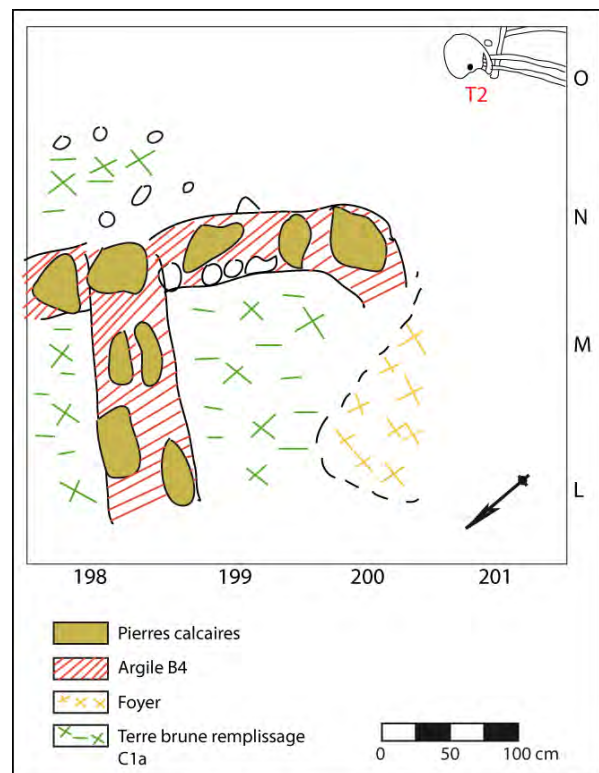 T2
O
N
M
L
198 199 200 201
Pierres calcaires
Argile B4
Foyer
Terre brune remplissage
C1a
0 50 100 cm